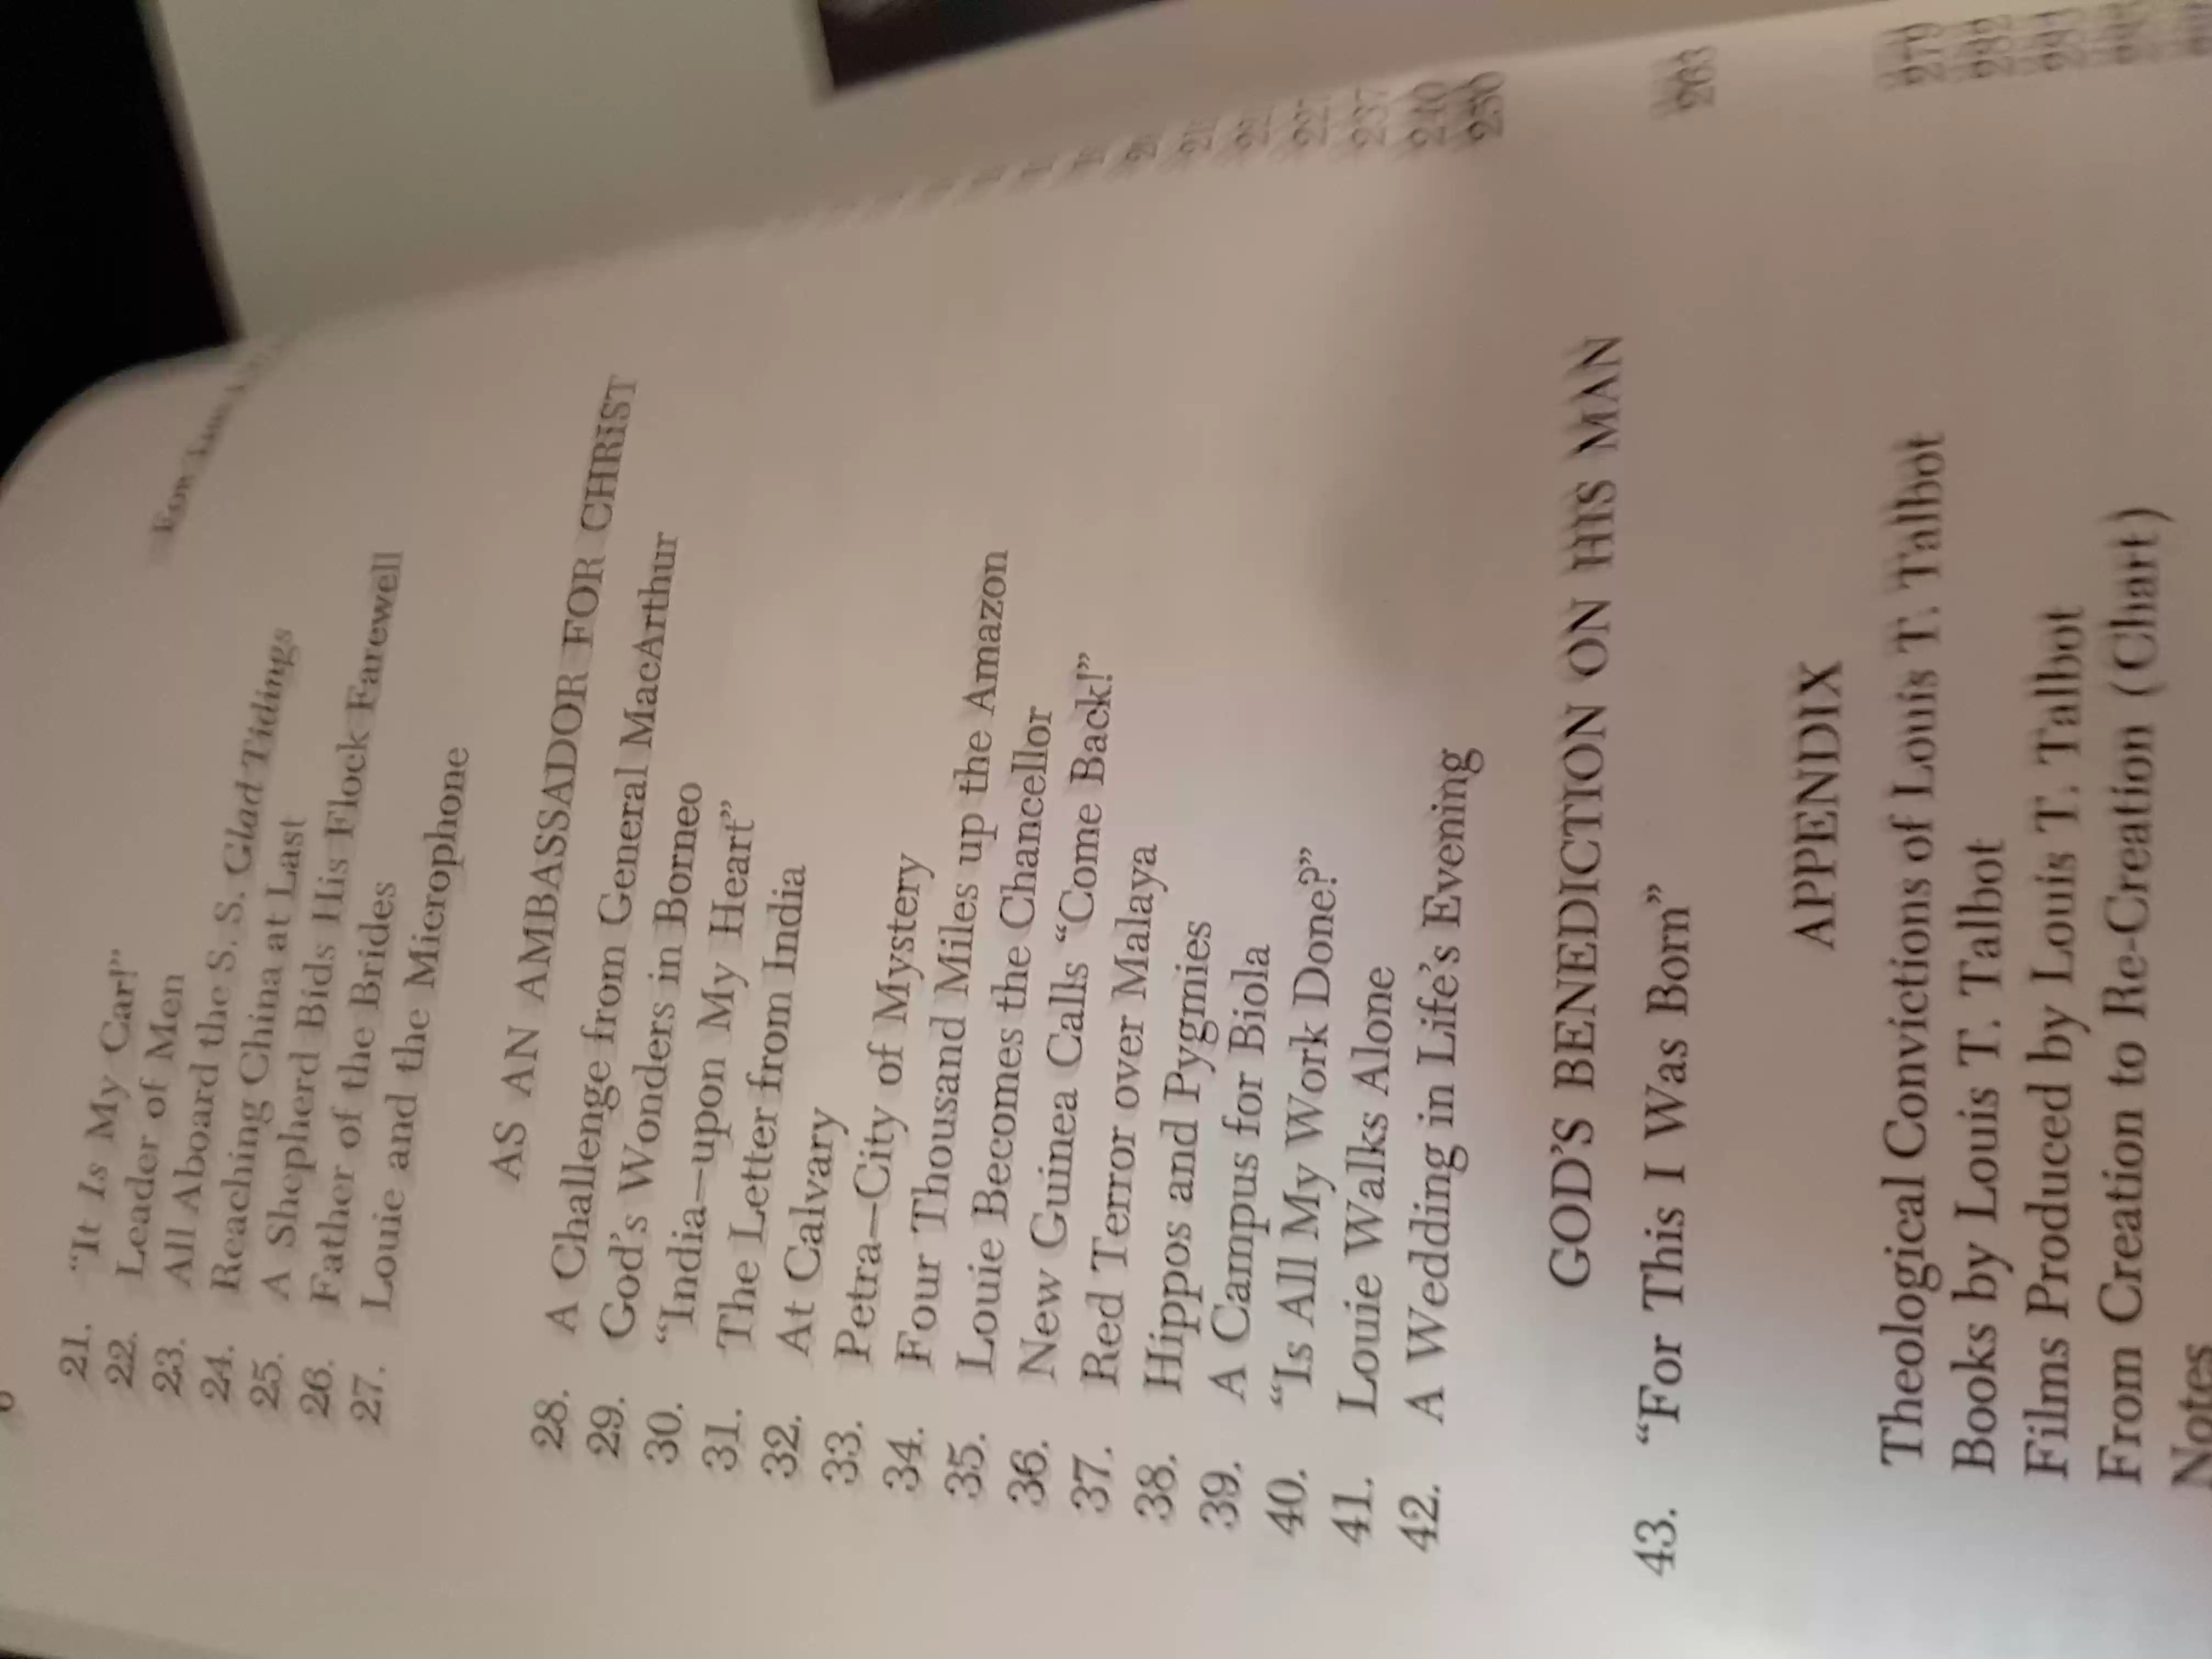 21. "It Is My Car!"
22. Leader of Men
23. All Aboard the S. S. Glad Tidings
24. Reaching China at Last
25. A Shepherd Bids His Flock Farewell
26. Father of the Brides
27. Louie and the Microphone
AS AN AMBASSADOR FOR CHRIST
28. A Challenge from General MacArthur
29. God's Wonders in Borneo
30. "India—upon My Heart"
31. The Letter from India
32. At Calvary
33. Petra—City of Mystery
34. Four Thousand Miles up the Amazon
35. Louie Becomes the Chancellor
36. New Guinea Calls "Come Back!"
37. Red Terror over Malaya
38. Hippos and Pygmies
39. A Campus for Biola
40. "Is All My Work Done?"
41. Louie Walks Alone 240
42. A Wedding in Life's Evening 250
GOD'S BENEDICTION ON HIS MAN
43. "For This I Was Born" 263
APPENDIX
Theological Convictions of Louis T. Talbot 279
Books by Louis T. Talbot
Films Produced by Louis T. Talbot
From Creation to Re-Creation (Chart)
Notes